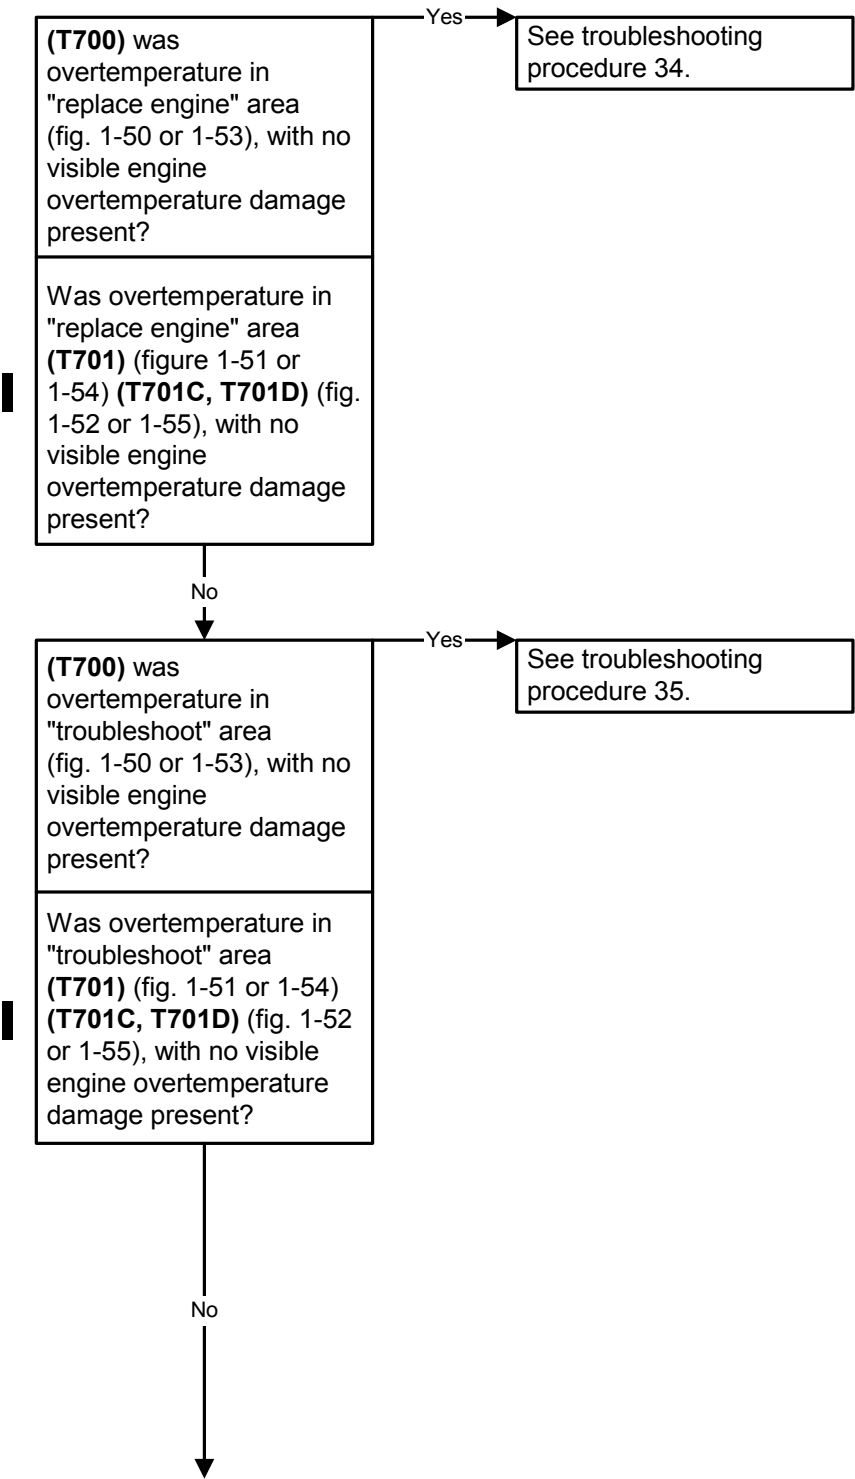 (T700) was
overtemperature in
"replace engine" area
(fig. 1-50 or 1-53), with no
visible engine
overtemperature damage
present?
Yes
See troubleshooting
procedure 34.
Was overtemperature in
"replace engine" area
(T701) (figure 1-51 or
1-54) (T701C, T701D) (fig.
1-52 or 1-55), with no
visible engine
overtemperature damage
present?
No
(T700) was
overtemperature in
"troubleshoot" area
(fig. 1-50 or 1-53), with no
visible engine
overtemperature damage
present?
Yes
See troubleshooting
procedure 35.
Was overtemperature in
"troubleshoot" area
(T701) (fig. 1-51 or 1-54)
(T701C, T701D) (fig. 1-52
or 1-55), with no visible
engine overtemperature
damage present?
No